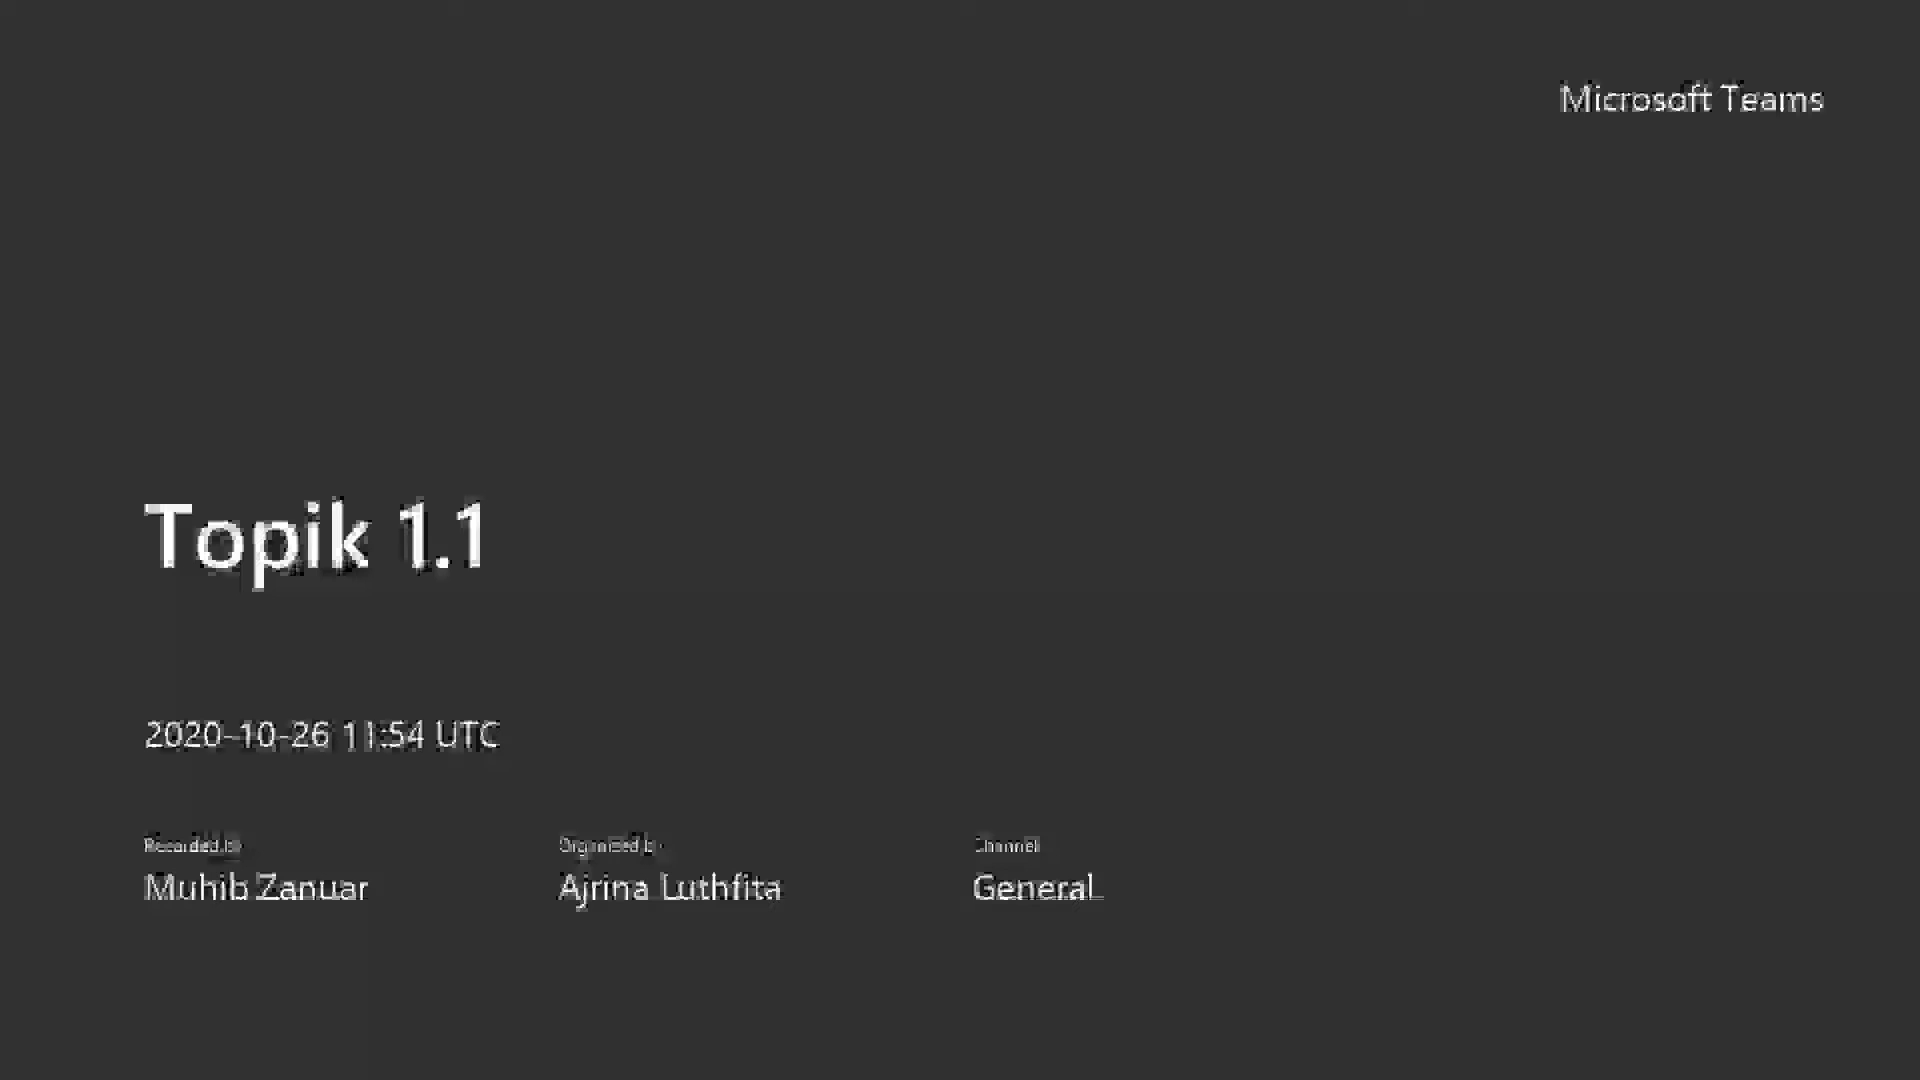 Microsoft Teams
Topik 1.1
2020-10-26 11:54 UTC
Recorded by
Organized by
Channel
Muhib Zanuar
Ajrina Luthfita
General